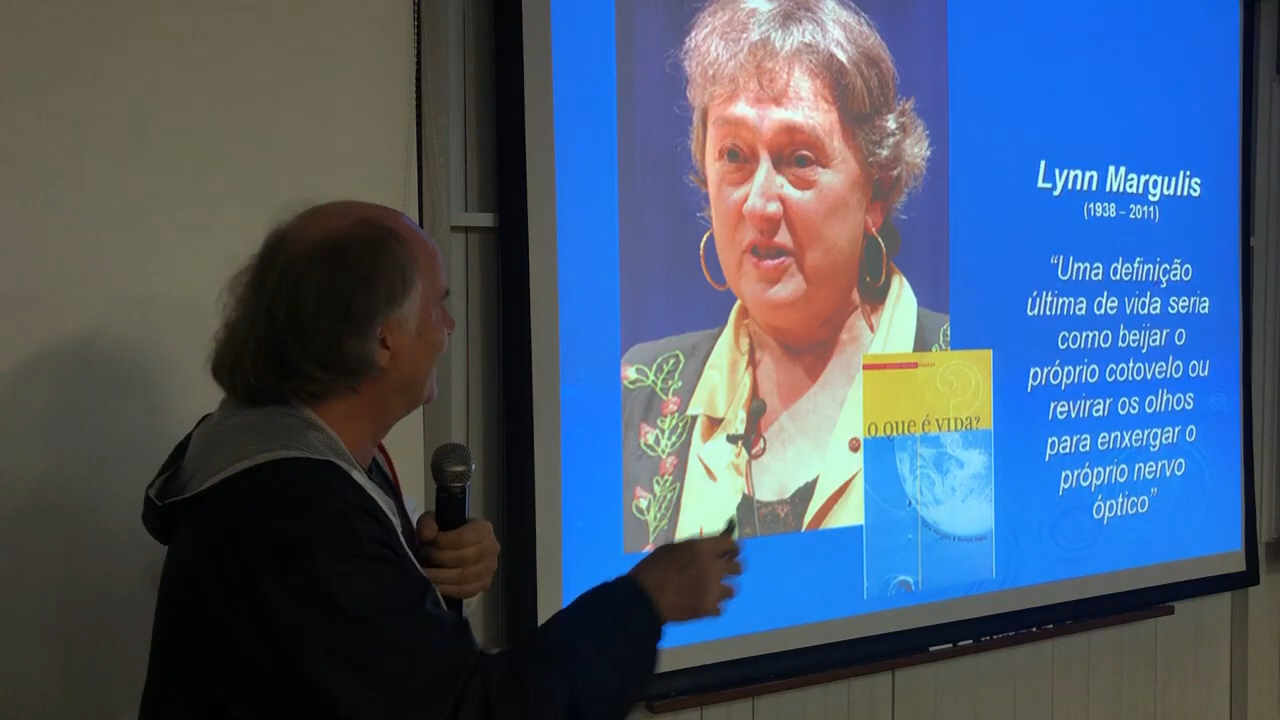 Lynn Margulis
(1938 – 2011)
“Uma definição
última de vida seria
como beijar o
próprio cotovelo ou
revirar os olhos
para enxergar o
próprio nervo
óptico”
o que é vida?